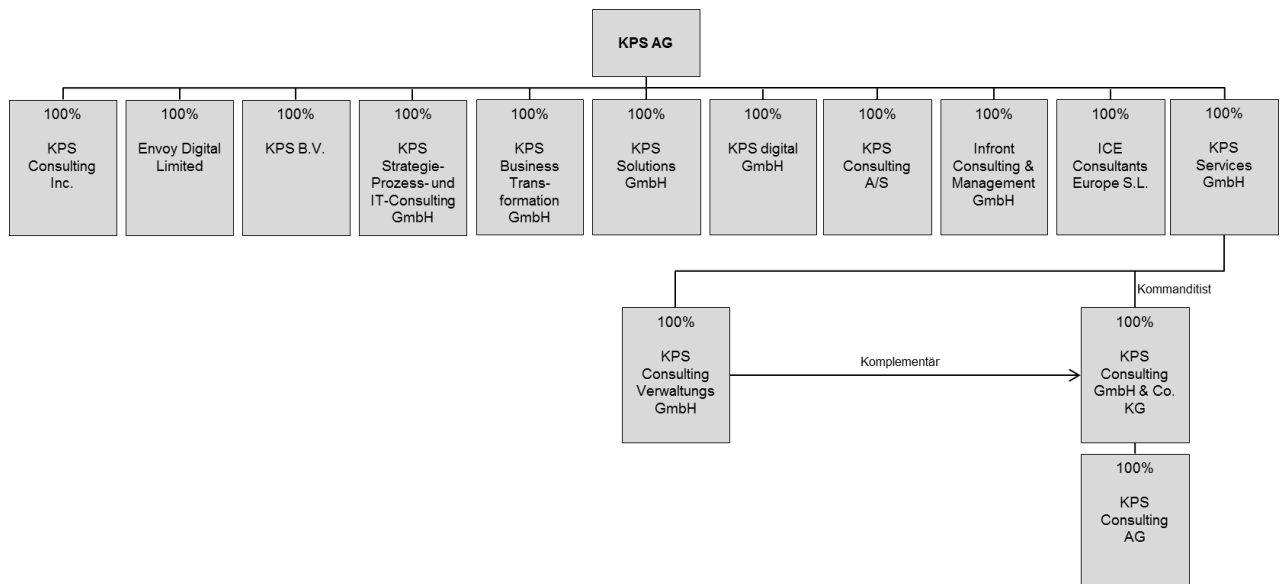 KPS AG
100%
KPS
Consulting
Inc.
100%
Envoy Digital
Limited
100%
KPS B.V.
100%
KPS
Strategie-
Prozess- und
IT-Consulting
GmbH
100%
KPS
Business
Trans-
formation
GmbH
100%
KPS
Solutions
GmbH
100%
KPS digital
GmbH
100%
KPS
Consulting
A/S
100%
Infront
Consulting &
Management
GmbH
100%
ICE
Consultants
Europe S.L.
100%
KPS
Services
GmbH
Kommanditist
100%
KPS
Consulting
Verwaltungs
GmbH
Komplementär
100%
KPS
Consulting
GmbH & Co.
KG
100%
KPS
Consulting
AG